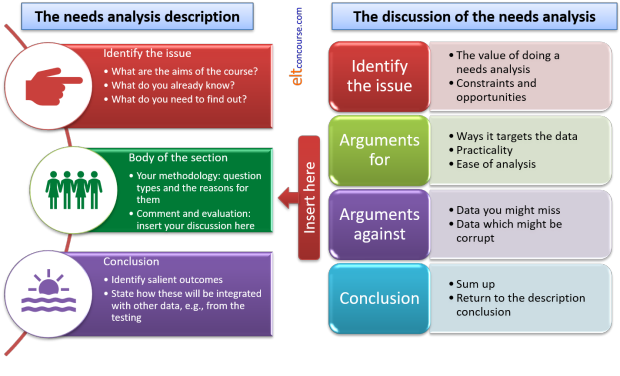 The needs analysis description
Identify the issue
• What are the aims of the course?
• What do you already know?
• What do you need to find out?
Body of the section
• Your methodology: question
types and the reasons for
them
• Comment and evaluation:
insert your discussion here
Conclusion
• Identify salient outcomes
• State how these will be integrated
with other data, e.g., from the
testing
eltconcourse.com
Insert here
The discussion of the needs analysis
Identify
the issue
• The value of doing a
needs analysis
• Constraints and
opportunities
Arguments
for
• Ways it targets the data
• Practicality
• Ease of analysis
Arguments
against
• Data you might miss
• Data which might be
corrupt
Conclusion
• Sum up
• Return to the description
conclusion